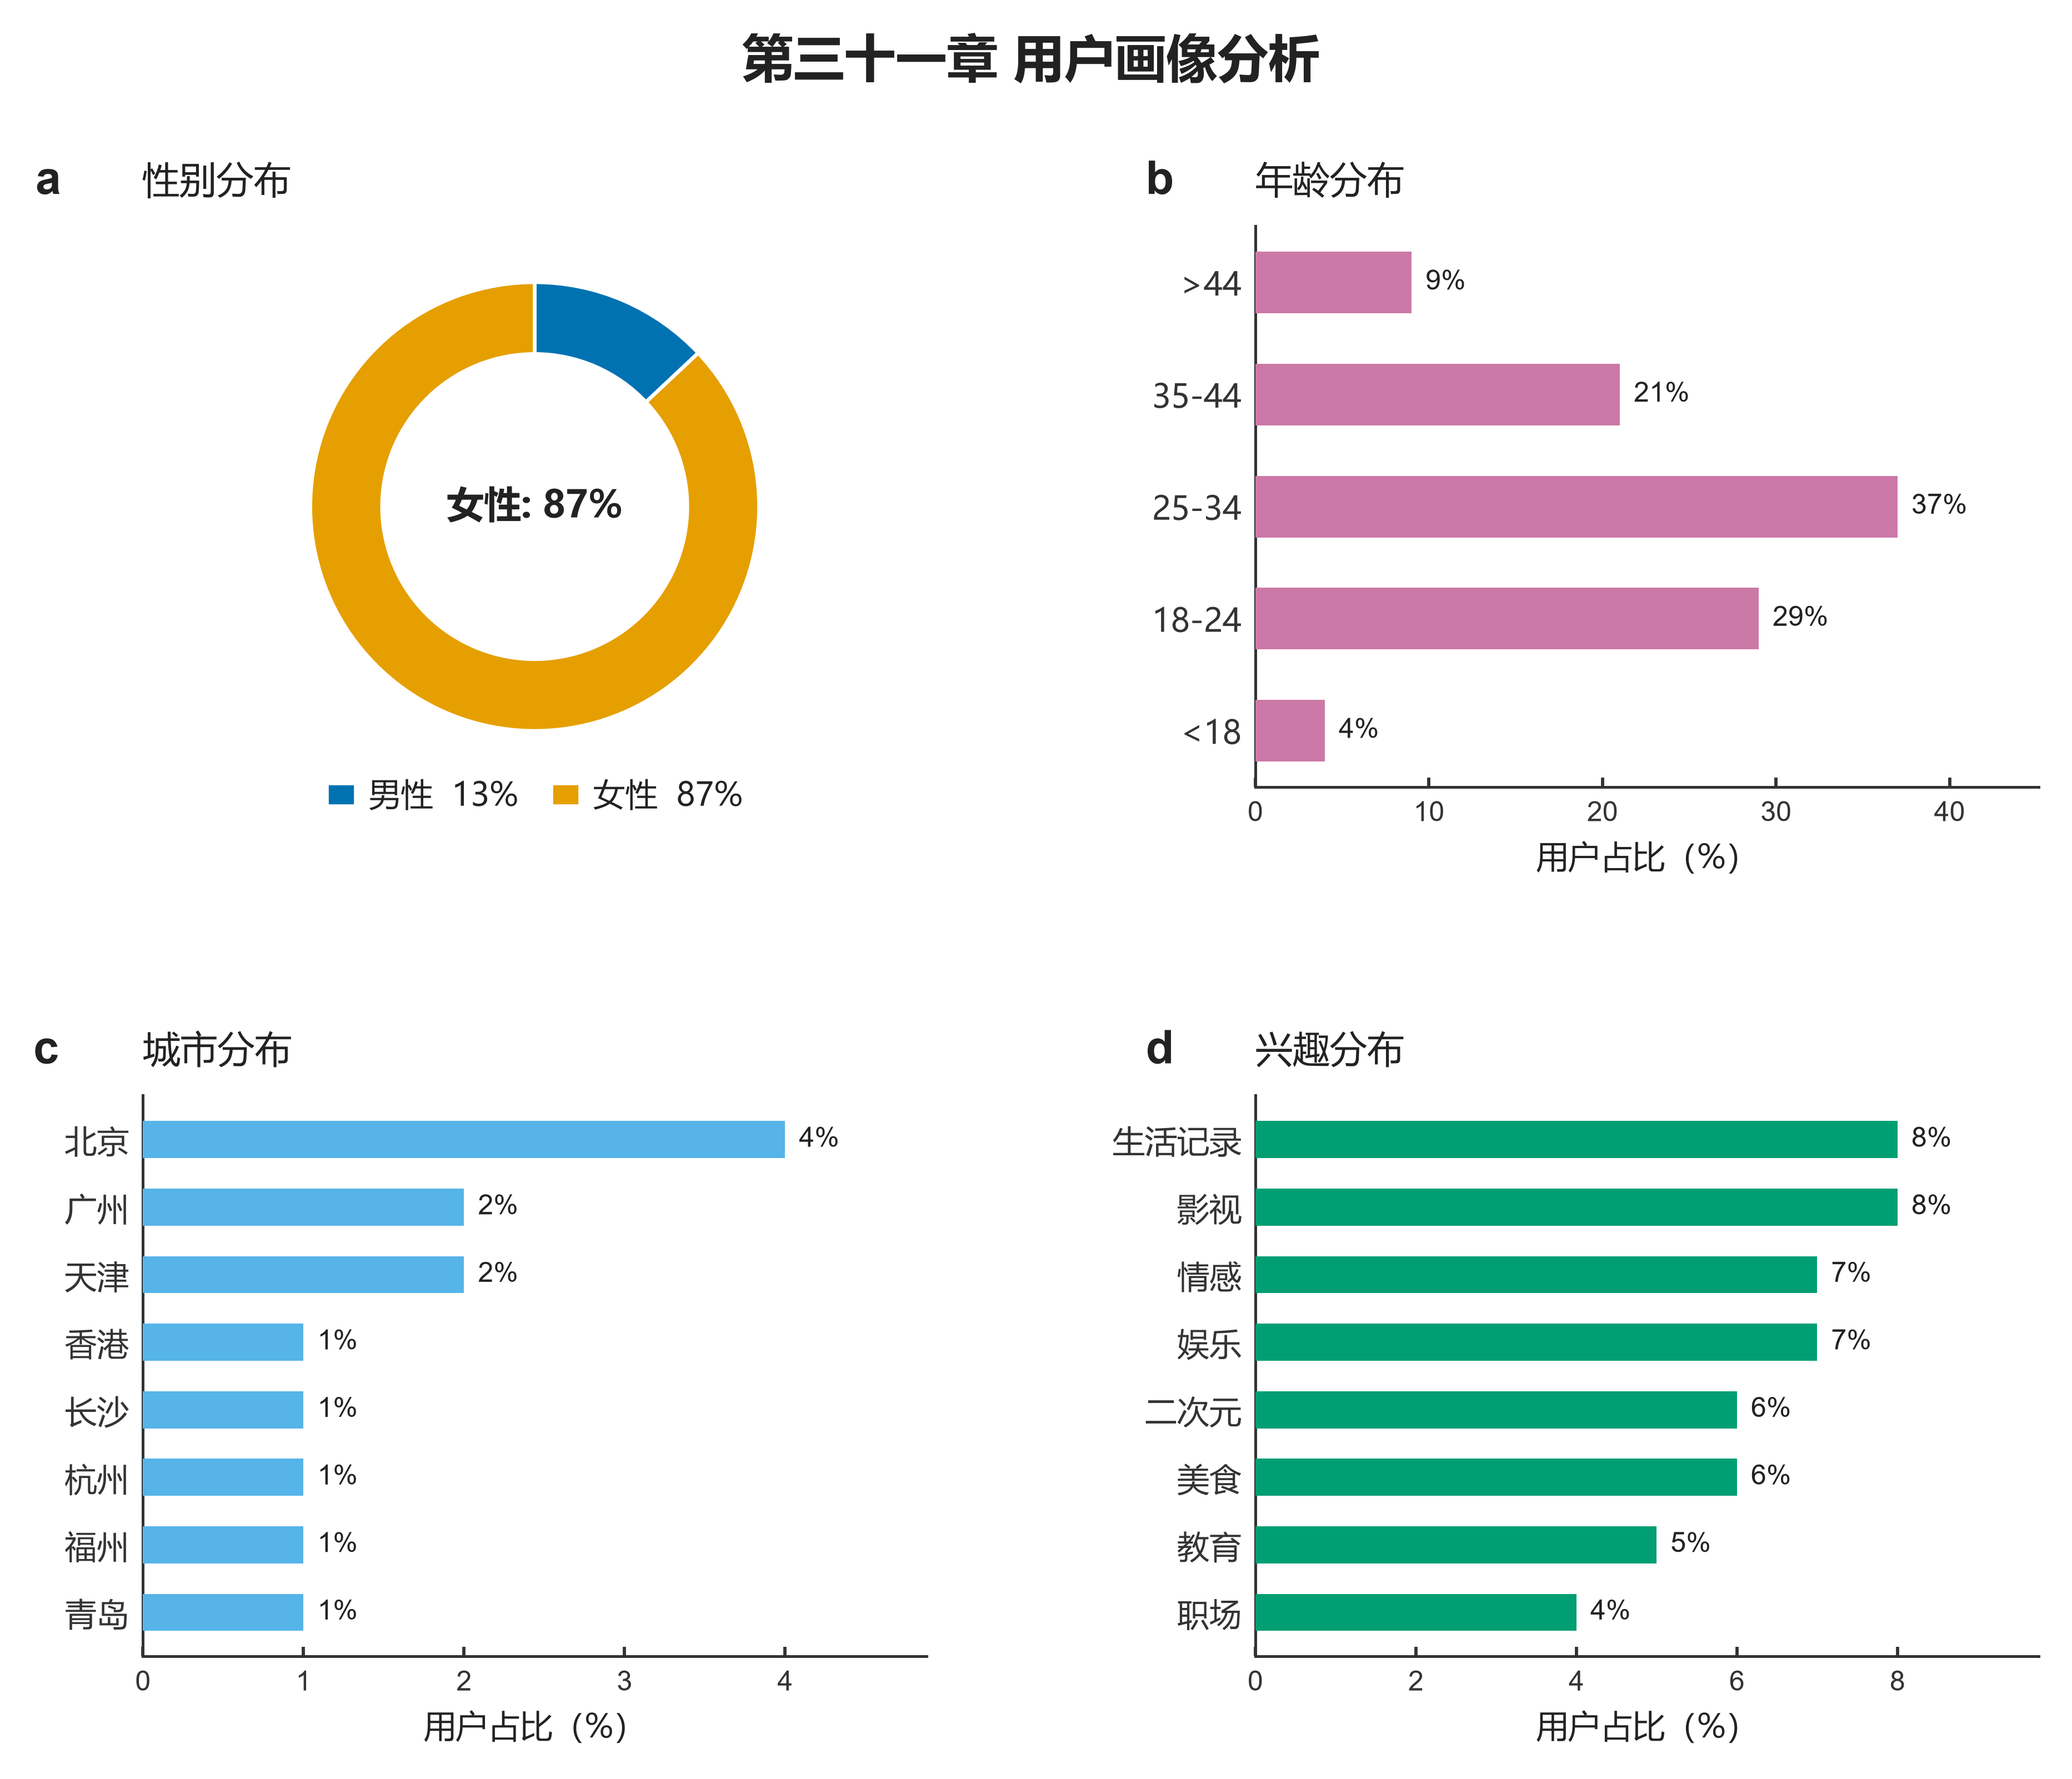 第三十一章 用户画像分析
a 性别分布
女性: 87%
男性 13% 女性 87%
b 年龄分布
>44 9%
35-44 21%
25-34 37%
18-24 29%
<18 4%
0 10 20 30 40
用户占比（%）
c 城市分布
北京 4%
广州 2%
天津 2%
香港 1%
长沙 1%
杭州 1%
福州 1%
青岛 1%
0 1 2 3 4
用户占比（%）
d 兴趣分布
生活记录 8%
影视 8%
情感 7%
娱乐 7%
二次元 6%
美食 6%
教育 5%
职场 4%
0 2 4 6 8
用户占比（%）